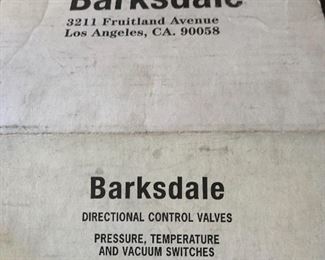 Barksdale
3211 Fruitland Avenue
Los Angeles, CA. 90058
Barksdale
DIRECTIONAL CONTROL VALVES
PRESSURE, TEMPERATURE
AND VACUUM SWITCHES